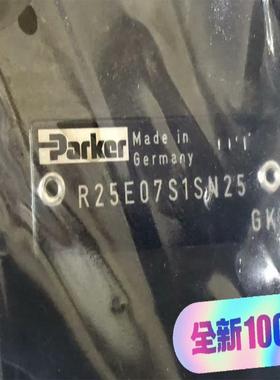 Parker Made in
Germany
R25E07S1SN25
GK
全新100